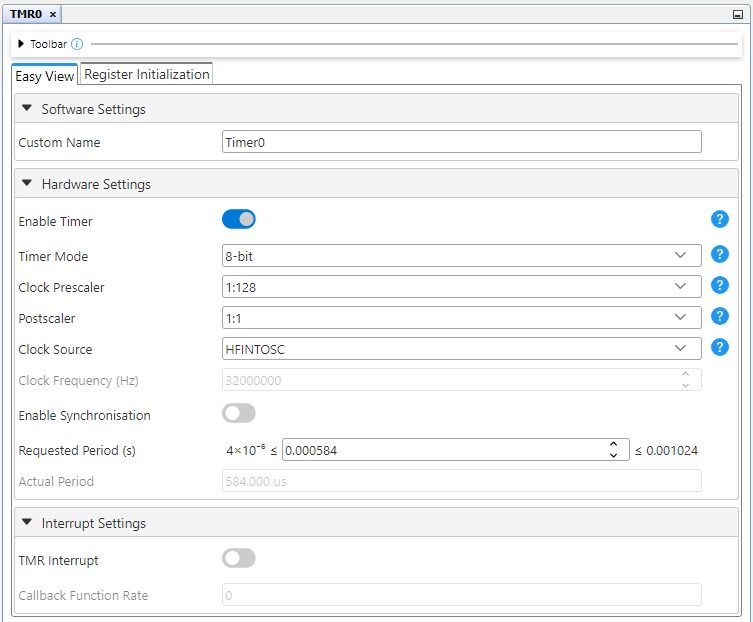 TMR0 ×
Toolbar i
Easy View Register Initialization
Software Settings
Custom Name Timer0
Hardware Settings
Enable Timer ?
Timer Mode 8-bit ?
Clock Prescaler 1:128 ?
Postscaler 1:1 ?
Clock Source HFINTOSC ?
Clock Frequency (Hz) 32000000
Enable Synchronisation
Requested Period (s) 4×10⁻⁶ ≤ 0.000584 ≤ 0.001024
Actual Period 584.000 us
Interrupt Settings
TMR Interrupt
Callback Function Rate 0